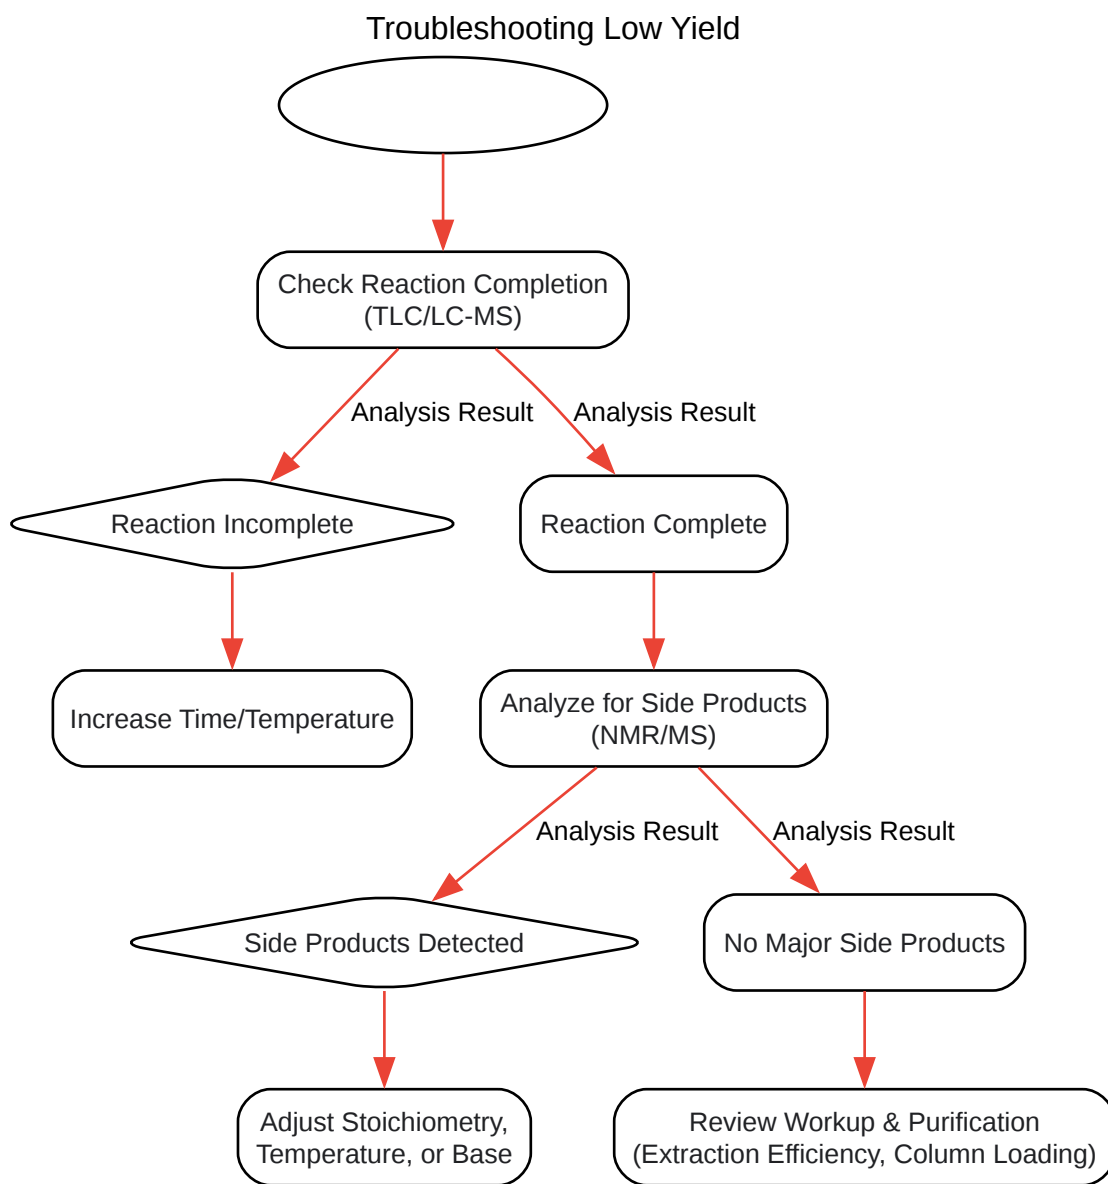 Troubleshooting Low Yield
Check Reaction Completion
(TLC/LC-MS)
Analysis Result
Analysis Result
Reaction Incomplete
Reaction Complete
Increase Time/Temperature
Analyze for Side Products
(NMR/MS)
Analysis Result
Analysis Result
Side Products Detected
No Major Side Products
Adjust Stoichiometry,
Temperature, or Base
Review Workup & Purification
(Extraction Efficiency, Column Loading)